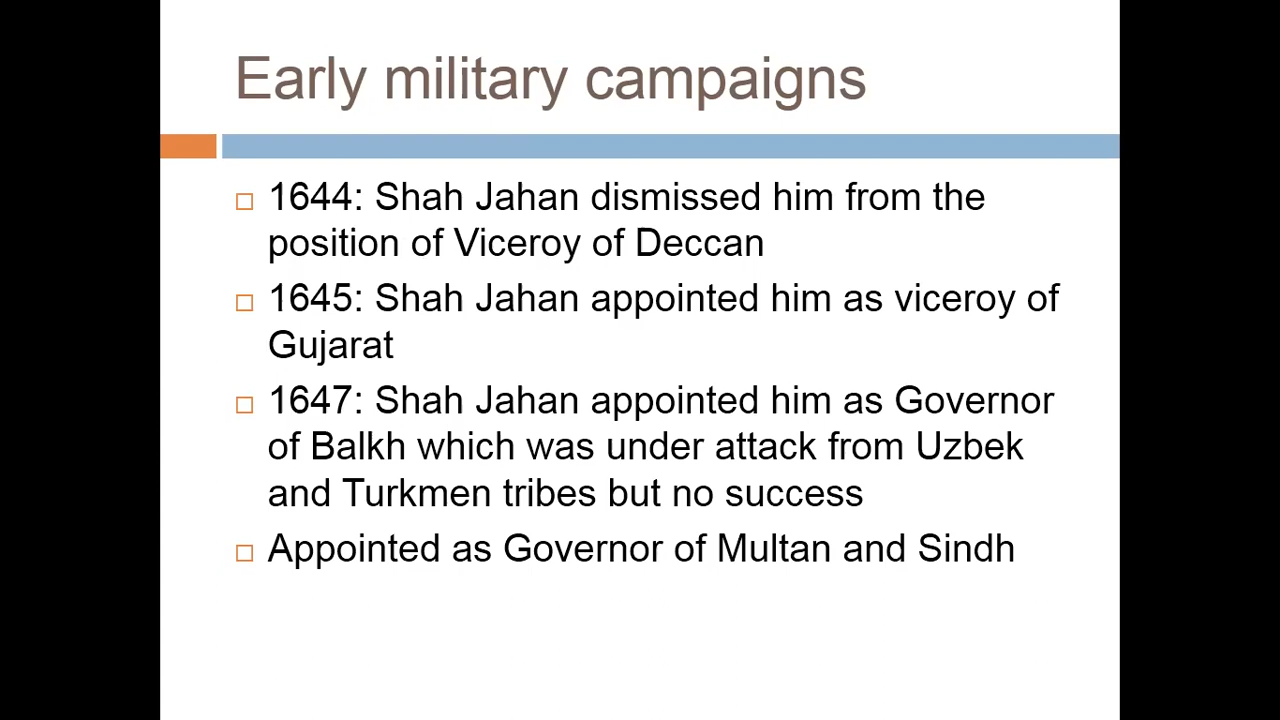 Early military campaigns
1644: Shah Jahan dismissed him from the
position of Viceroy of Deccan
1645: Shah Jahan appointed him as viceroy of
Gujarat
1647: Shah Jahan appointed him as Governor
of Balkh which was under attack from Uzbek
and Turkmen tribes but no success
Appointed as Governor of Multan and Sindh